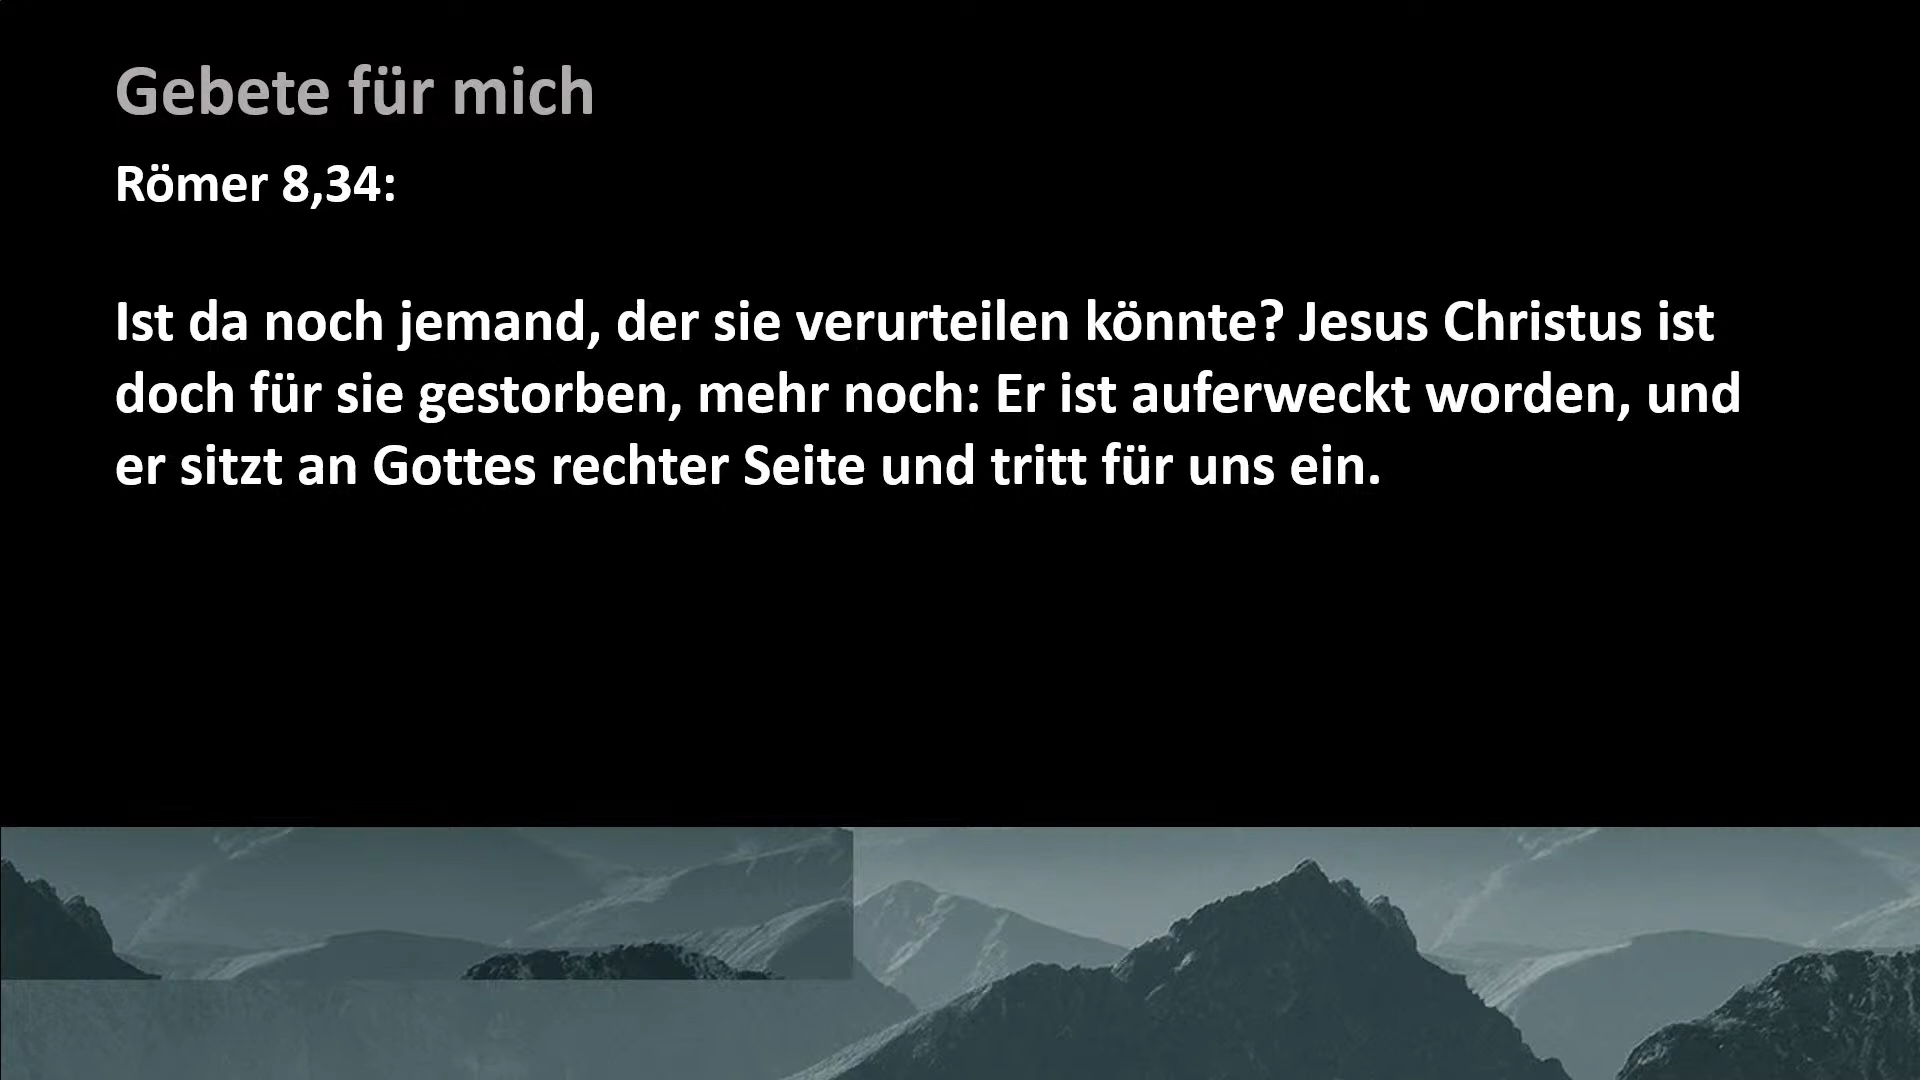 Gebete für mich
Römer 8,34:
Ist da noch jemand, der sie verurteilen könnte? Jesus Christus ist
doch für sie gestorben, mehr noch: Er ist auferweckt worden, und
er sitzt an Gottes rechter Seite und tritt für uns ein.